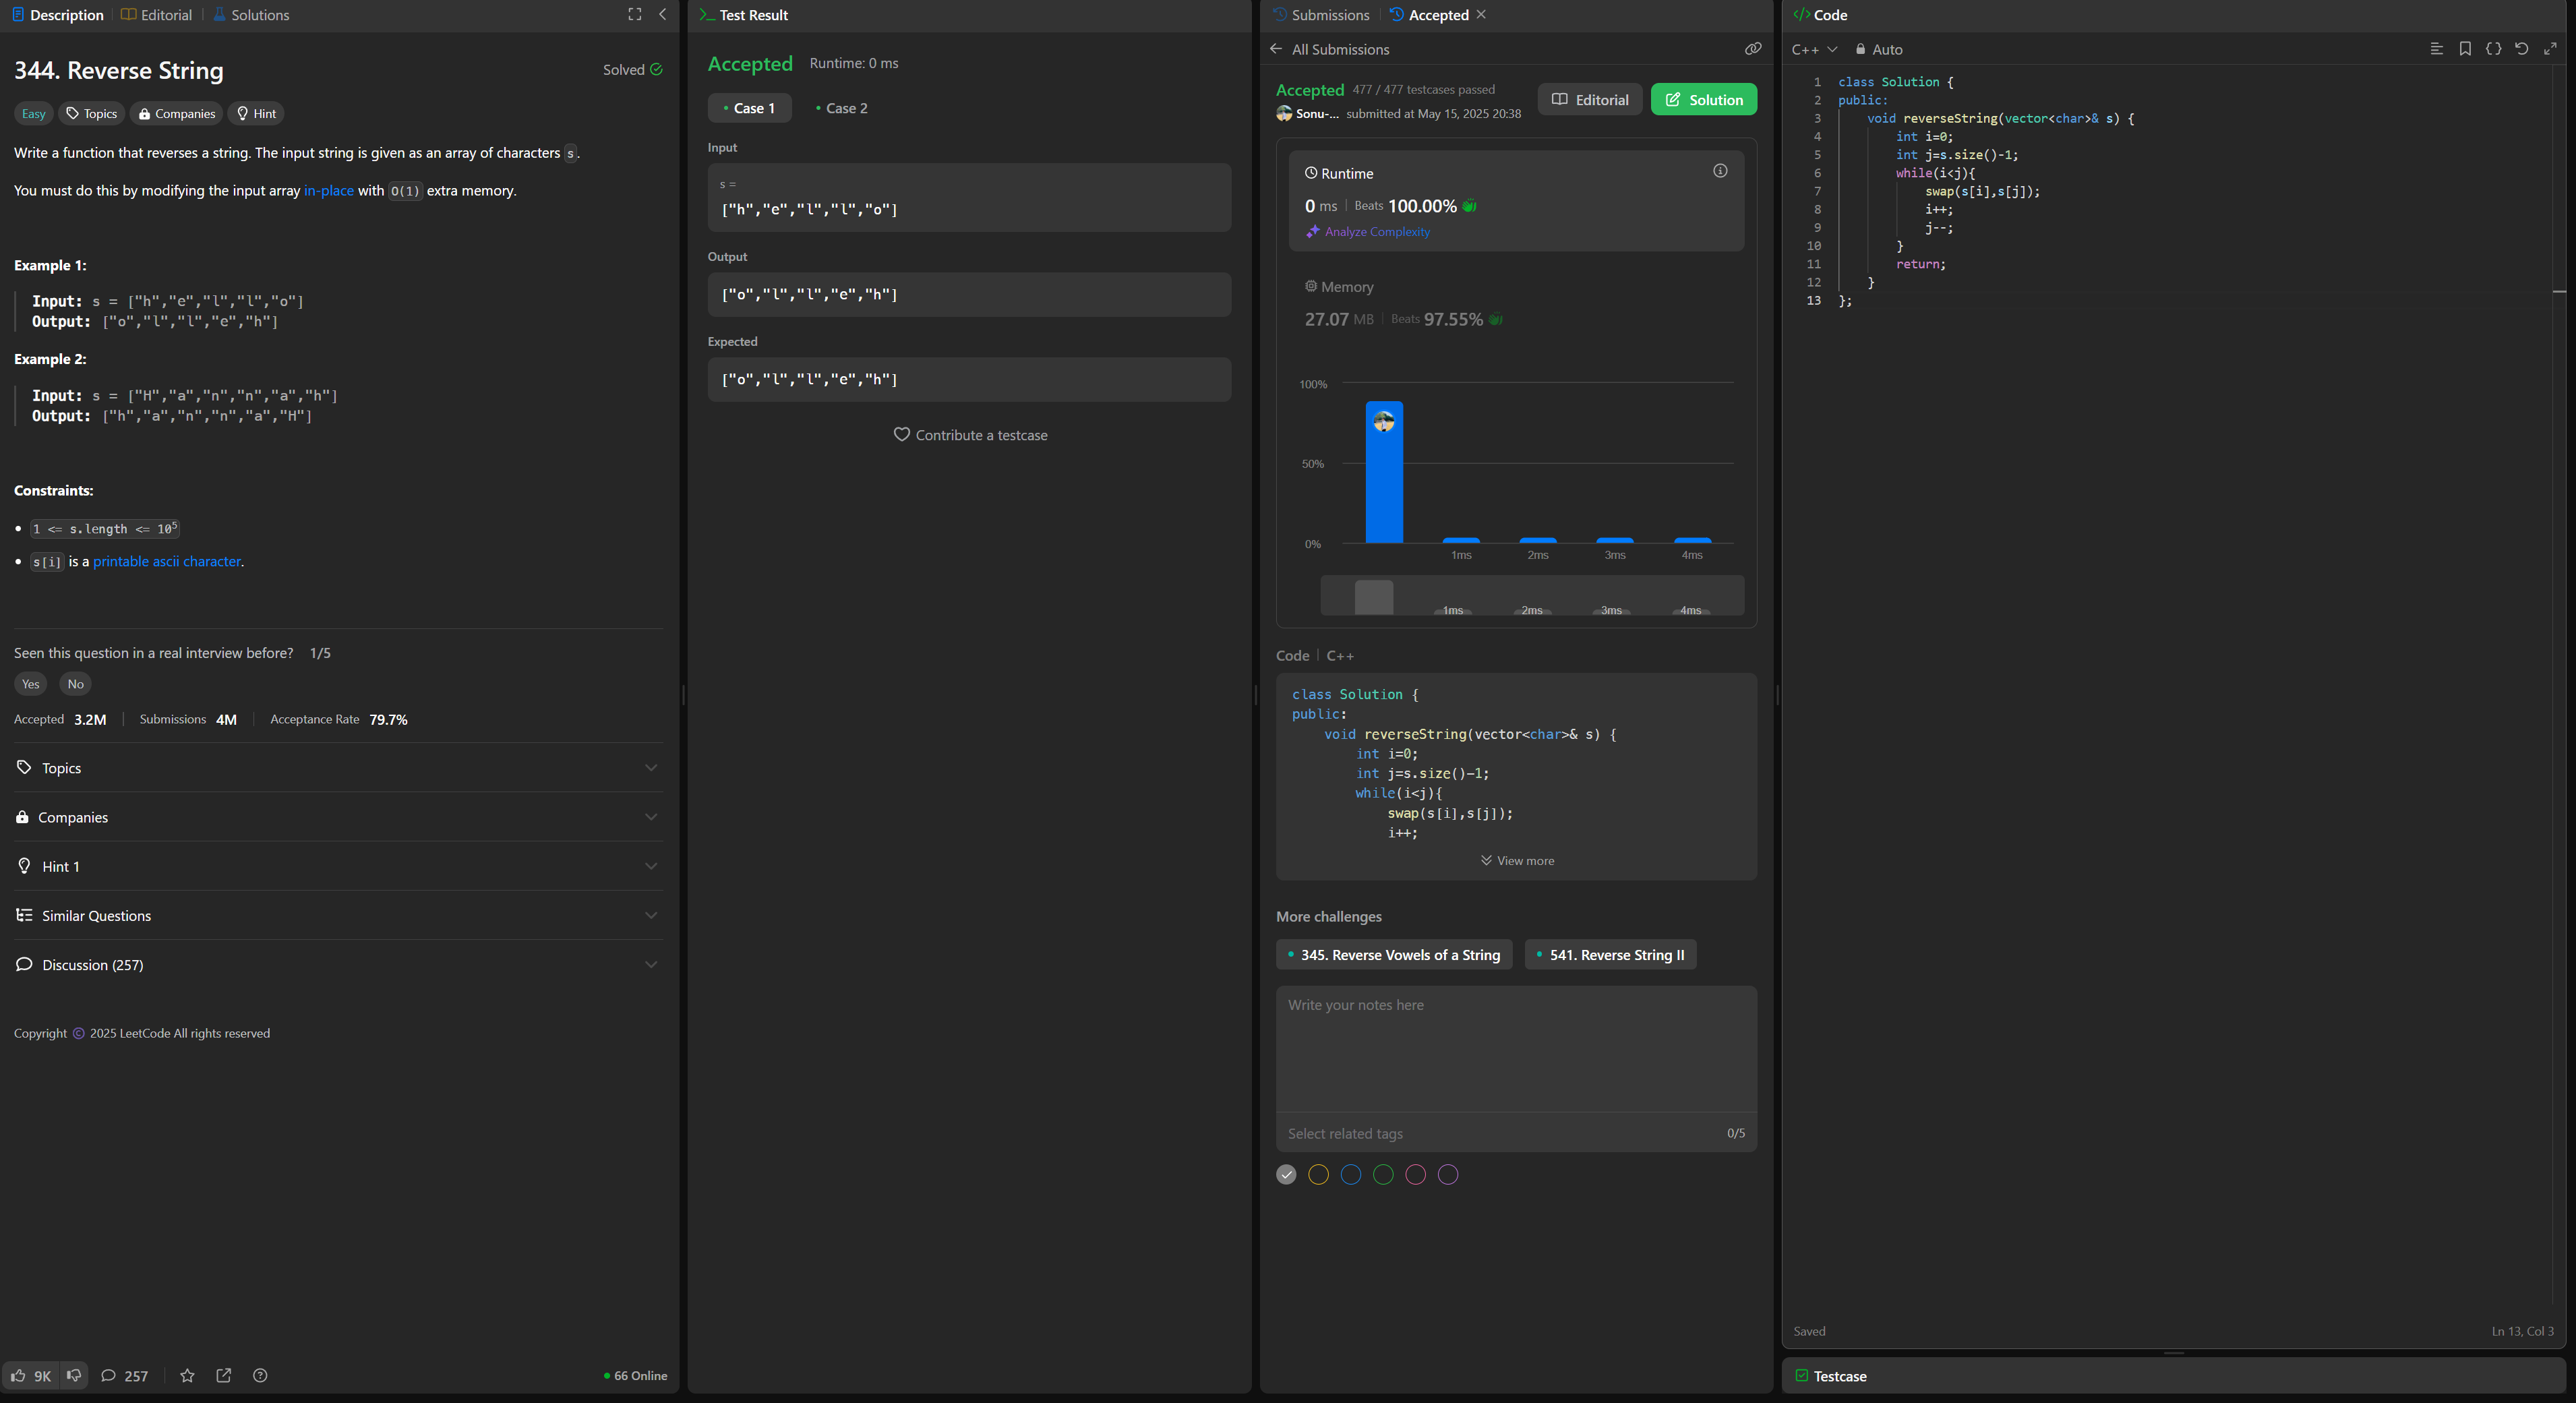 Description
Editorial
Solutions
344. Reverse String
Solved
Easy
Topics
Companies
Hint
Write a function that reverses a string. The input string is given as an array of characters s.
You must do this by modifying the input array in-place with O(1) extra memory.
Example 1:
Input: s = ["h","e","l","l","o"]
Output: ["o","l","l","e","h"]
Example 2:
Input: s = ["H","a","n","n","a","h"]
Output: ["h","a","n","n","a","H"]
Constraints:
1 <= s.length <= 10⁵
s[i] is a printable ascii character.
Seen this question in a real interview before? 1/5
Yes No
Accepted 3.2M Submissions 4M Acceptance Rate 79.7%
Topics
Companies
Hint 1
Similar Questions
Discussion (257)
Copyright © 2025 LeetCode All rights reserved
9K
257
66 Online
Test Result
Accepted Runtime: 0 ms
Case 1
Case 2
Input
s =
["h","e","l","l","o"]
Output
["o","l","l","e","h"]
Expected
["o","l","l","e","h"]
Contribute a testcase
Submissions
Accepted
All Submissions
Accepted 477 / 477 testcases passed
Sonu-... submitted at May 15, 2025 20:38
Editorial
Solution
Runtime
0 ms Beats 100.00%
Analyze Complexity
Memory
27.07 MB Beats 97.55%
100%
50%
0%
1ms 2ms 3ms 4ms
1ms 2ms 3ms 4ms
Code C++
class Solution {
public:
    void reverseString(vector<char>& s) {
        int i=0;
        int j=s.size()-1;
        while(i<j){
            swap(s[i],s[j]);
            i++;
View more
More challenges
345. Reverse Vowels of a String
541. Reverse String II
Write your notes here
Select related tags 0/5
</> Code
C++ Auto
1 class Solution {
2 public:
3     void reverseString(vector<char>& s) {
4         int i=0;
5         int j=s.size()-1;
6         while(i<j){
7             swap(s[i],s[j]);
8             i++;
9             j--;
10         }
11         return;
12     }
13 };
Saved
Ln 13, Col 3
Testcase